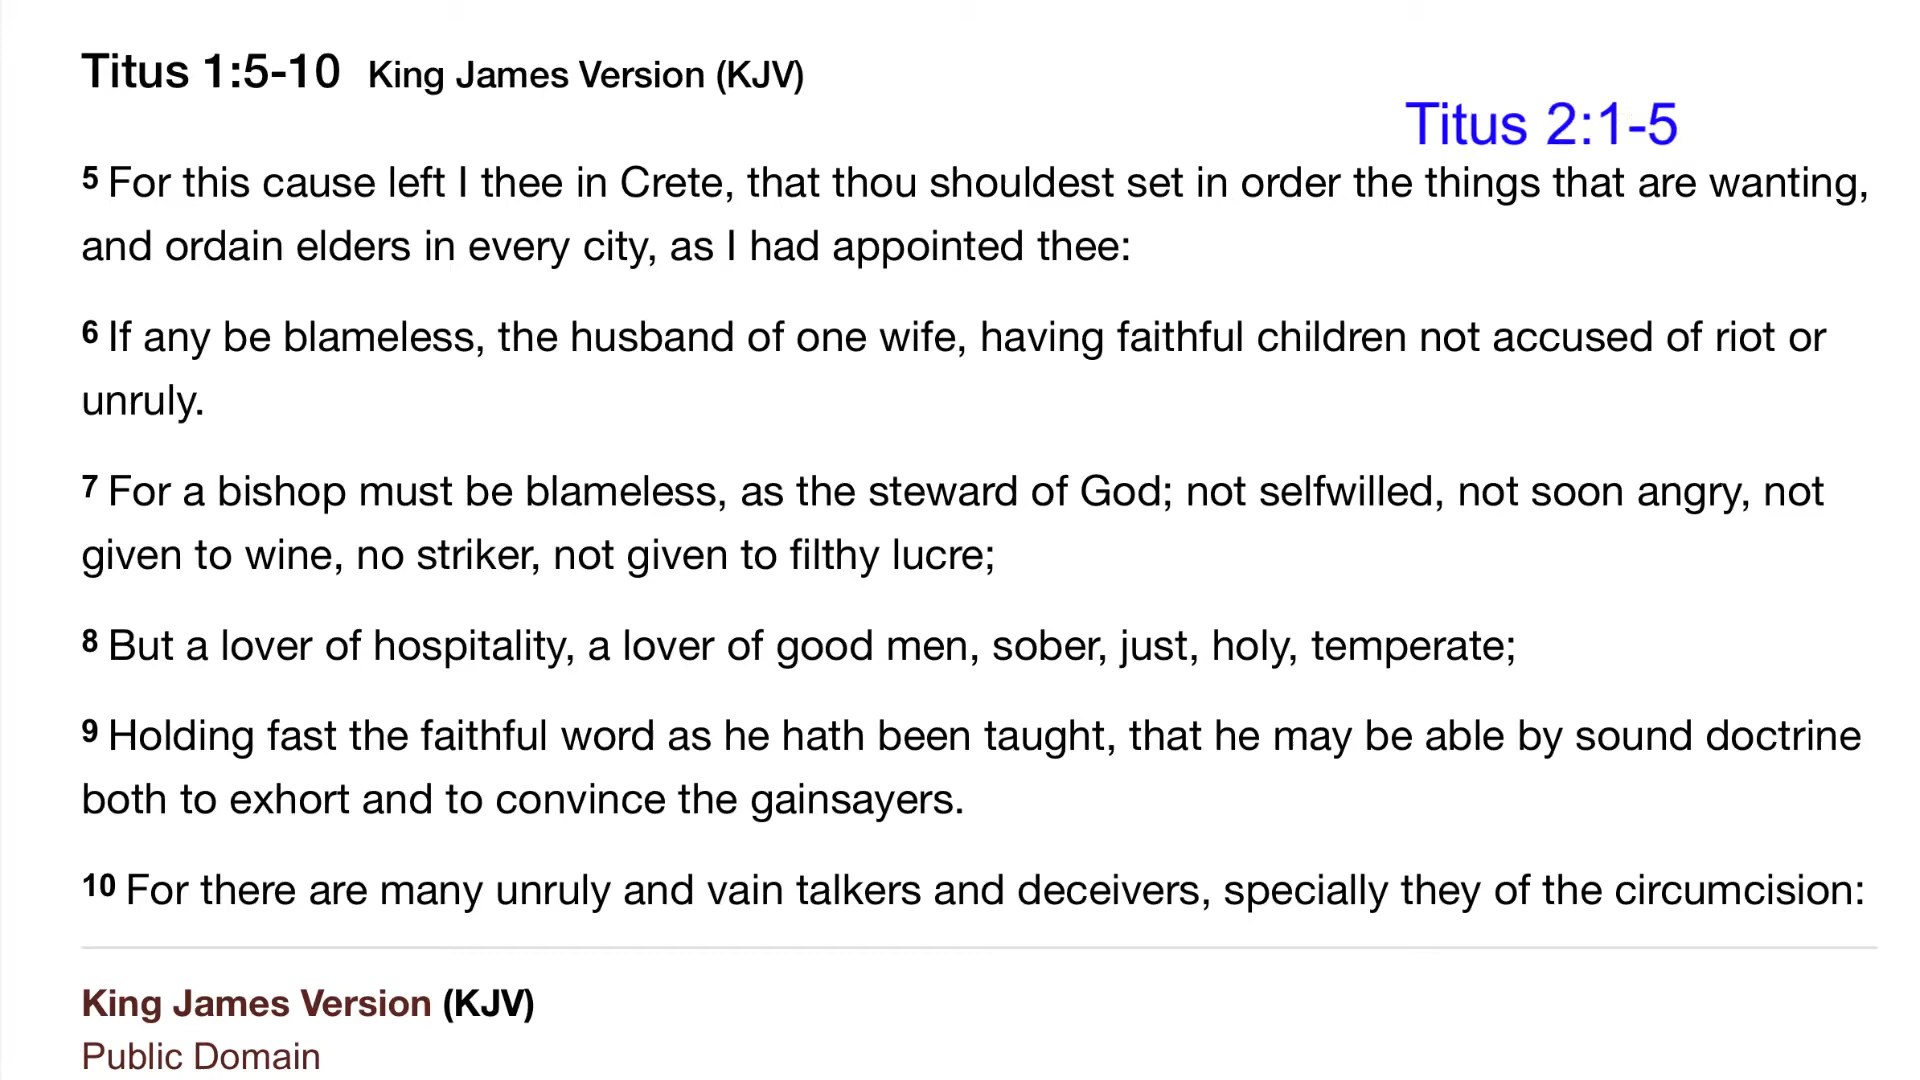 Titus 1:5-10 King James Version (KJV)
Titus 2:1-5
5 For this cause left I thee in Crete, that thou shouldest set in order the things that are wanting,
and ordain elders in every city, as I had appointed thee:
6 If any be blameless, the husband of one wife, having faithful children not accused of riot or
unruly.
7 For a bishop must be blameless, as the steward of God; not selfwilled, not soon angry, not
given to wine, no striker, not given to filthy lucre;
8 But a lover of hospitality, a lover of good men, sober, just, holy, temperate;
9 Holding fast the faithful word as he hath been taught, that he may be able by sound doctrine
both to exhort and to convince the gainsayers.
10 For there are many unruly and vain talkers and deceivers, specially they of the circumcision:
King James Version (KJV)
Public Domain